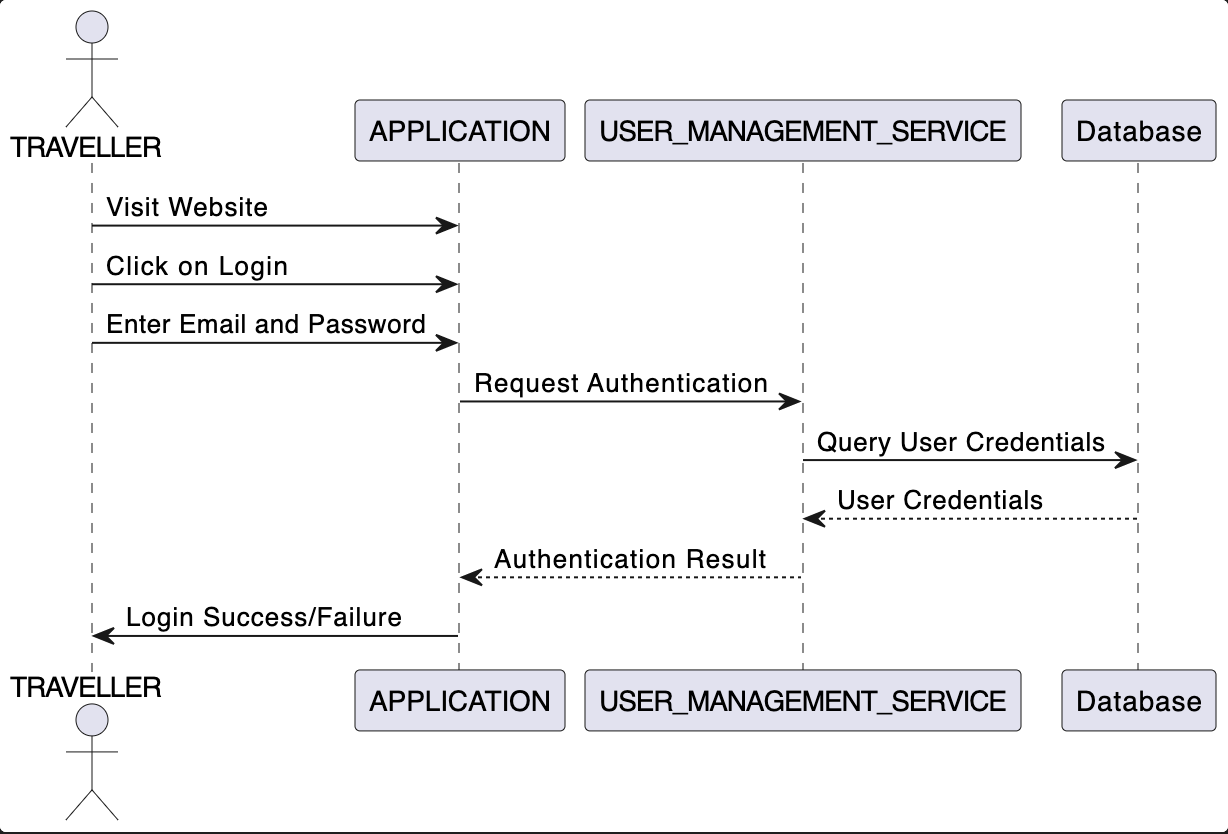 TRAVELLER
APPLICATION
USER_MANAGEMENT_SERVICE
Database
Visit Website
Click on Login
Enter Email and Password
Request Authentication
Query User Credentials
User Credentials
Authentication Result
Login Success/Failure
TRAVELLER
APPLICATION
USER_MANAGEMENT_SERVICE
Database